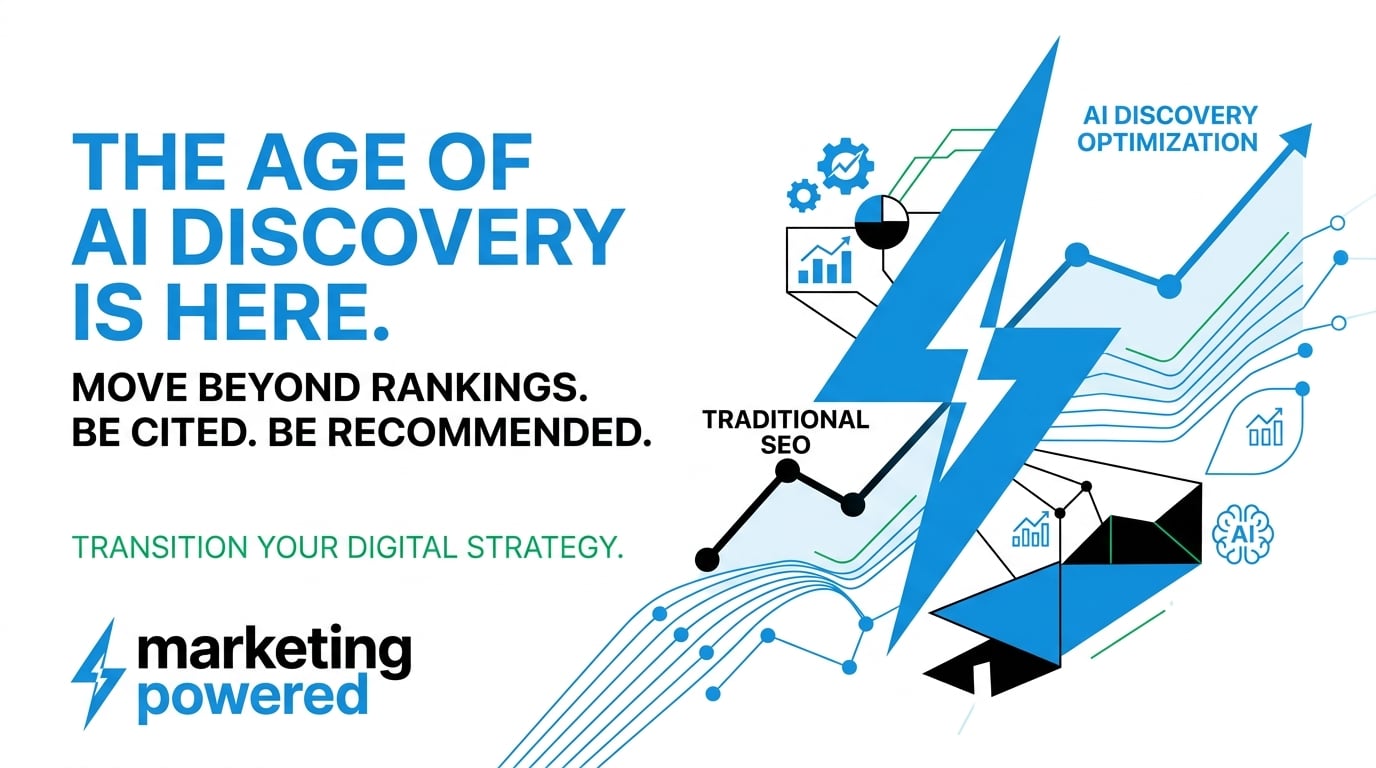 THE AGE OF
AI DISCOVERY
IS HERE.
MOVE BEYOND RANKINGS.
BE CITED. BE RECOMMENDED.
TRANSITION YOUR DIGITAL STRATEGY.
marketing
powered
AI DISCOVERY
OPTIMIZATION
TRADITIONAL
SEO
AI